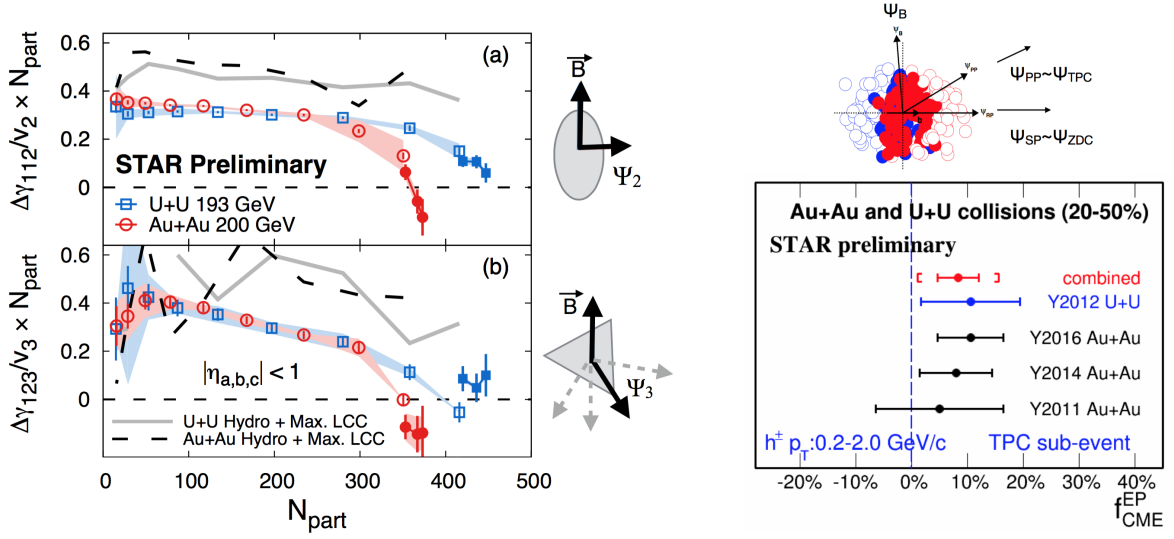 Δγ112/v2 × Npart
0.6
0.4
0.2
0
(a)
STAR Preliminary
U+U 193 GeV
Au+Au 200 GeV
B
Ψ2
Δγ123/v3 × Npart
0.6
0.4
0.2
0
(b)
|ηa,b,c| < 1
U+U Hydro + Max. LCC
Au+Au Hydro + Max. LCC
0 100 200 300 400 500
Npart
B
Ψ3
ΨB
ΨB
ΨPP
ΨPP~ΨTPC
b
ΨRP
ΨSP~ΨZDC
Au+Au and U+U collisions (20-50%)
STAR preliminary
combined
Y2012 U+U
Y2016 Au+Au
Y2014 Au+Au
Y2011 Au+Au
h± pT:0.2-2.0 GeV/c TPC sub-event
-20% -10% 0% 10% 20% 30% 40%
fEPCME